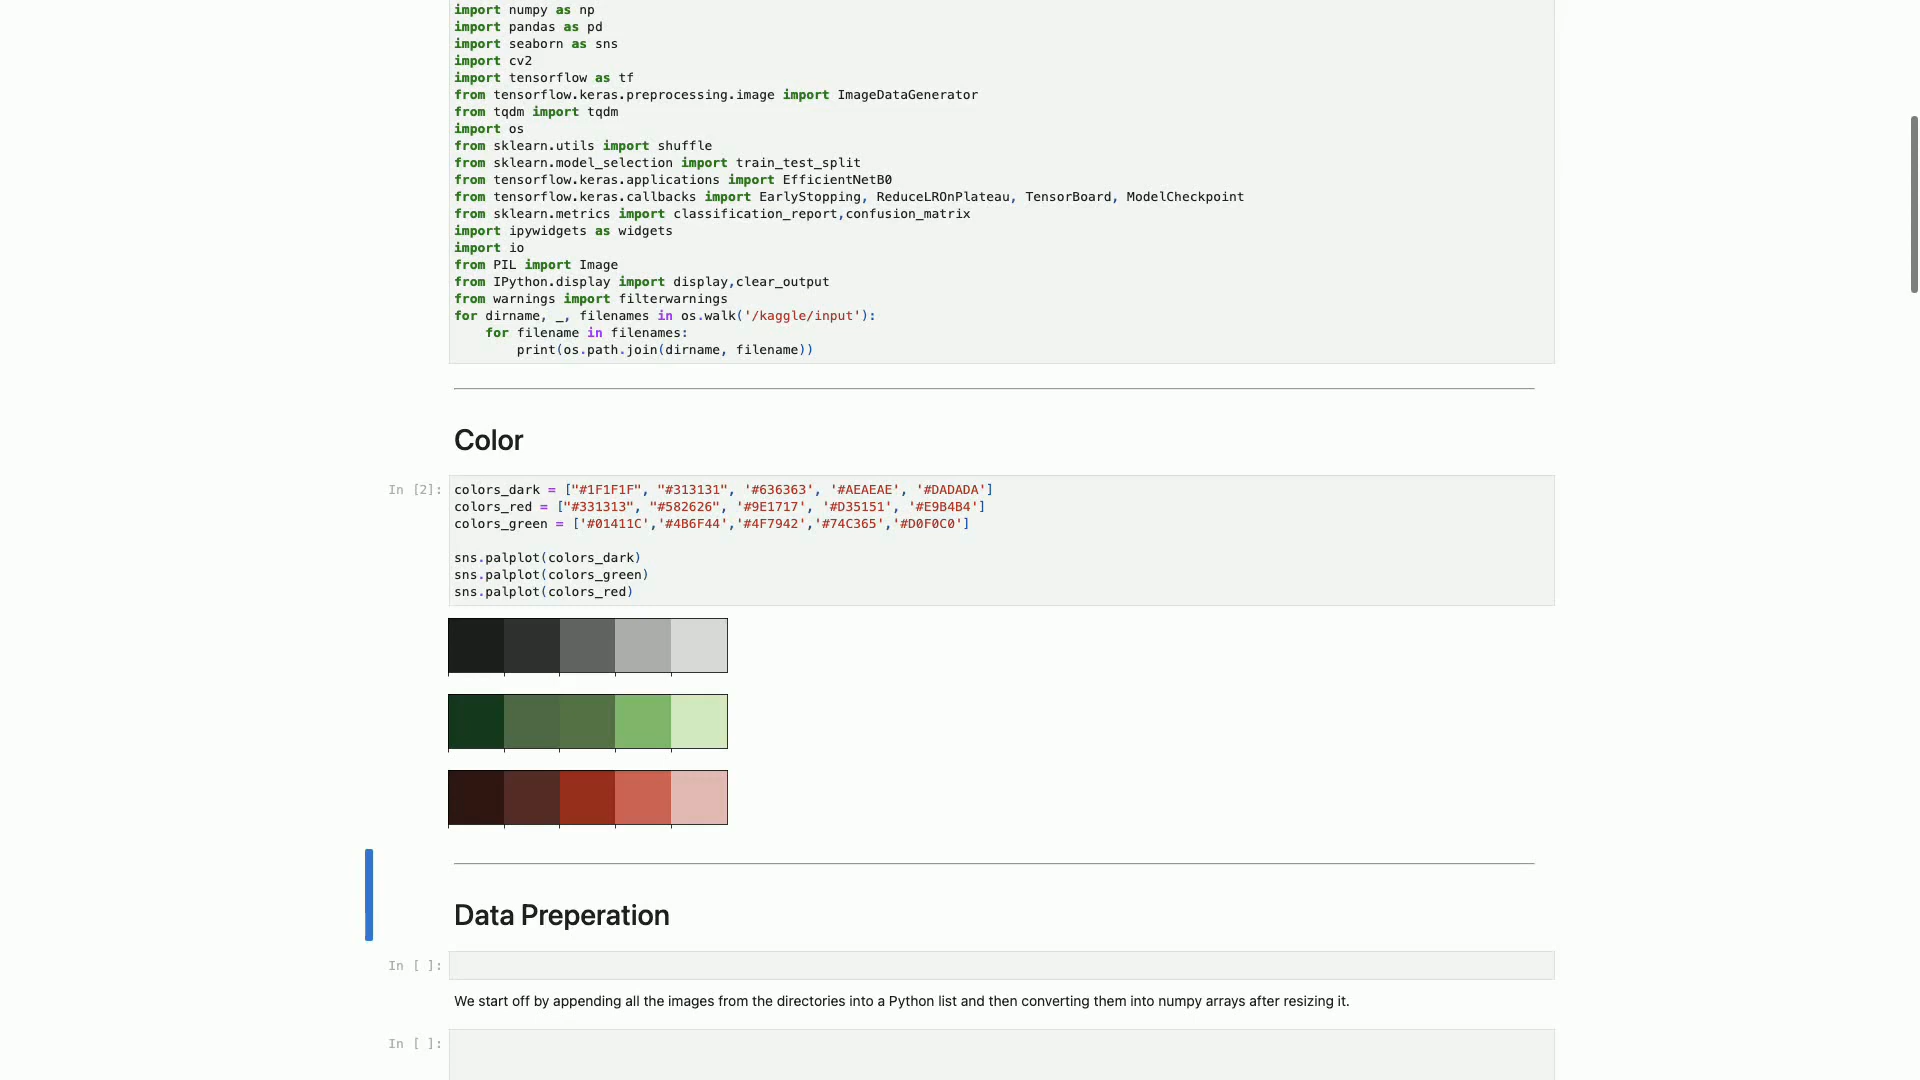 import numpy as np
import pandas as pd
import seaborn as sns
import cv2
import tensorflow as tf
from tensorflow.keras.preprocessing.image import ImageDataGenerator
from tqdm import tqdm
import os
from sklearn.utils import shuffle
from sklearn.model_selection import train_test_split
from tensorflow.keras.applications import EfficientNetB0
from tensorflow.keras.callbacks import EarlyStopping, ReduceLROnPlateau, TensorBoard, ModelCheckpoint
from sklearn.metrics import classification_report,confusion_matrix
import ipywidgets as widgets
import io
from PIL import Image
from IPython.display import display,clear_output
from warnings import filterwarnings
for dirname, _, filenames in os.walk('/kaggle/input'):
    for filename in filenames:
        print(os.path.join(dirname, filename))
Color
In [2]:
colors_dark = ["#1F1F1F", "#313131", '#636363', '#AEAEAE', '#DADADA']
colors_red = ["#331313", "#582626", '#9E1717', '#D35151', '#E9B4B4']
colors_green = ['#01411C','#4B6F44','#4F7942','#74C365','#D0F0C0']
sns.palplot(colors_dark)
sns.palplot(colors_green)
sns.palplot(colors_red)
Data Preperation
In [ ]:
We start off by appending all the images from the directories into a Python list and then converting them into numpy arrays after resizing it.
In [ ]: